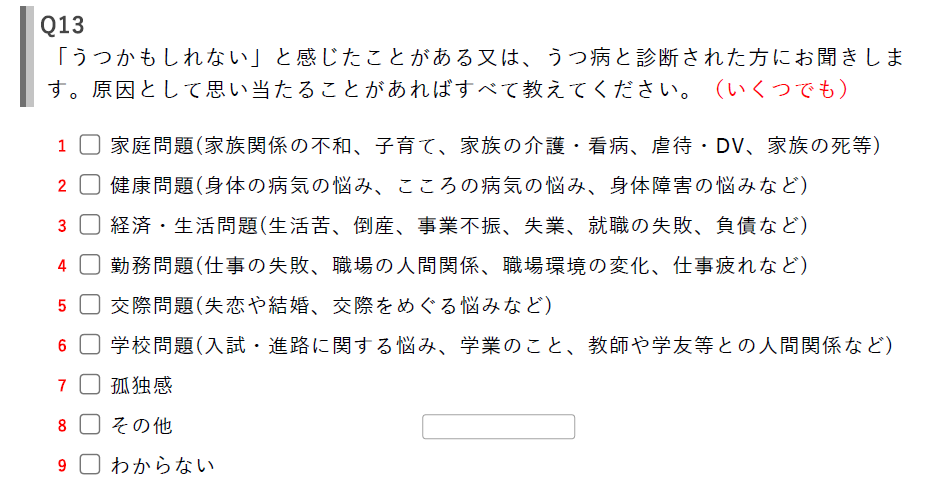 Q13
「うつかもしれない」と感じたことがある又は、うつ病と診断された方にお聞きしま
す。原因として思い当たることがあればすべて教えてください。（いくつでも）
1 家庭問題(家族関係の不和、子育て、家族の介護・看病、虐待・DV、家族の死等)
2 健康問題(身体の病気の悩み、こころの病気の悩み、身体障害の悩みなど)
3 経済・生活問題(生活苦、倒産、事業不振、失業、就職の失敗、負債など)
4 勤務問題(仕事の失敗、職場の人間関係、職場環境の変化、仕事疲れなど)
5 交際問題(失恋や結婚、交際をめぐる悩みなど)
6 学校問題(入試・進路に関する悩み、学業のこと、教師や学友等との人間関係など)
7 孤独感
8 その他
9 わからない